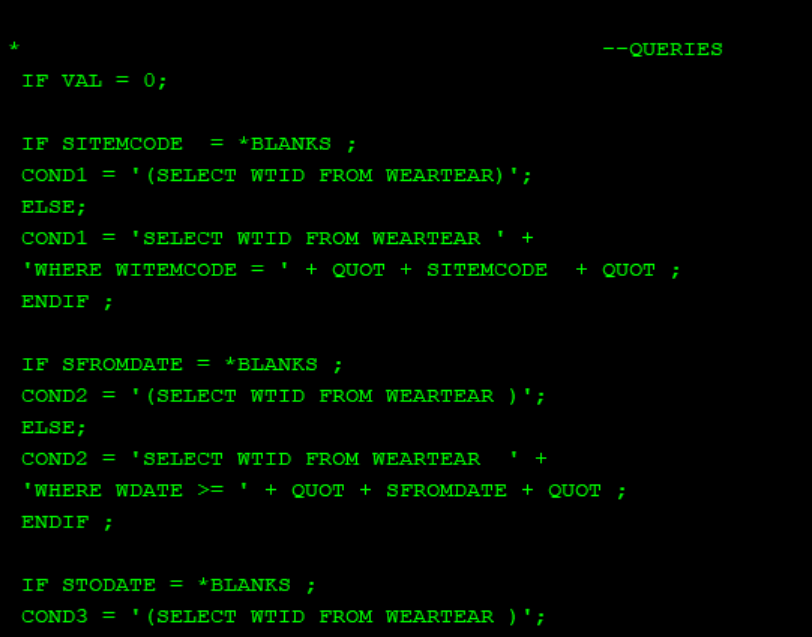 * --QUERIES
IF VAL = 0;
IF SITEMCODE  = *BLANKS ;
COND1 = '(SELECT WTID FROM WEARTEAR)';
ELSE;
COND1 = 'SELECT WTID FROM WEARTEAR ' +
'WHERE WITEMCODE = ' + QUOT + SITEMCODE  + QUOT ;
ENDIF ;
IF SFROMDATE = *BLANKS ;
COND2 = '(SELECT WTID FROM WEARTEAR )';
ELSE;
COND2 = 'SELECT WTID FROM WEARTEAR  ' +
'WHERE WDATE >= ' + QUOT + SFROMDATE + QUOT ;
ENDIF ;
IF STODATE = *BLANKS ;
COND3 = '(SELECT WTID FROM WEARTEAR )';